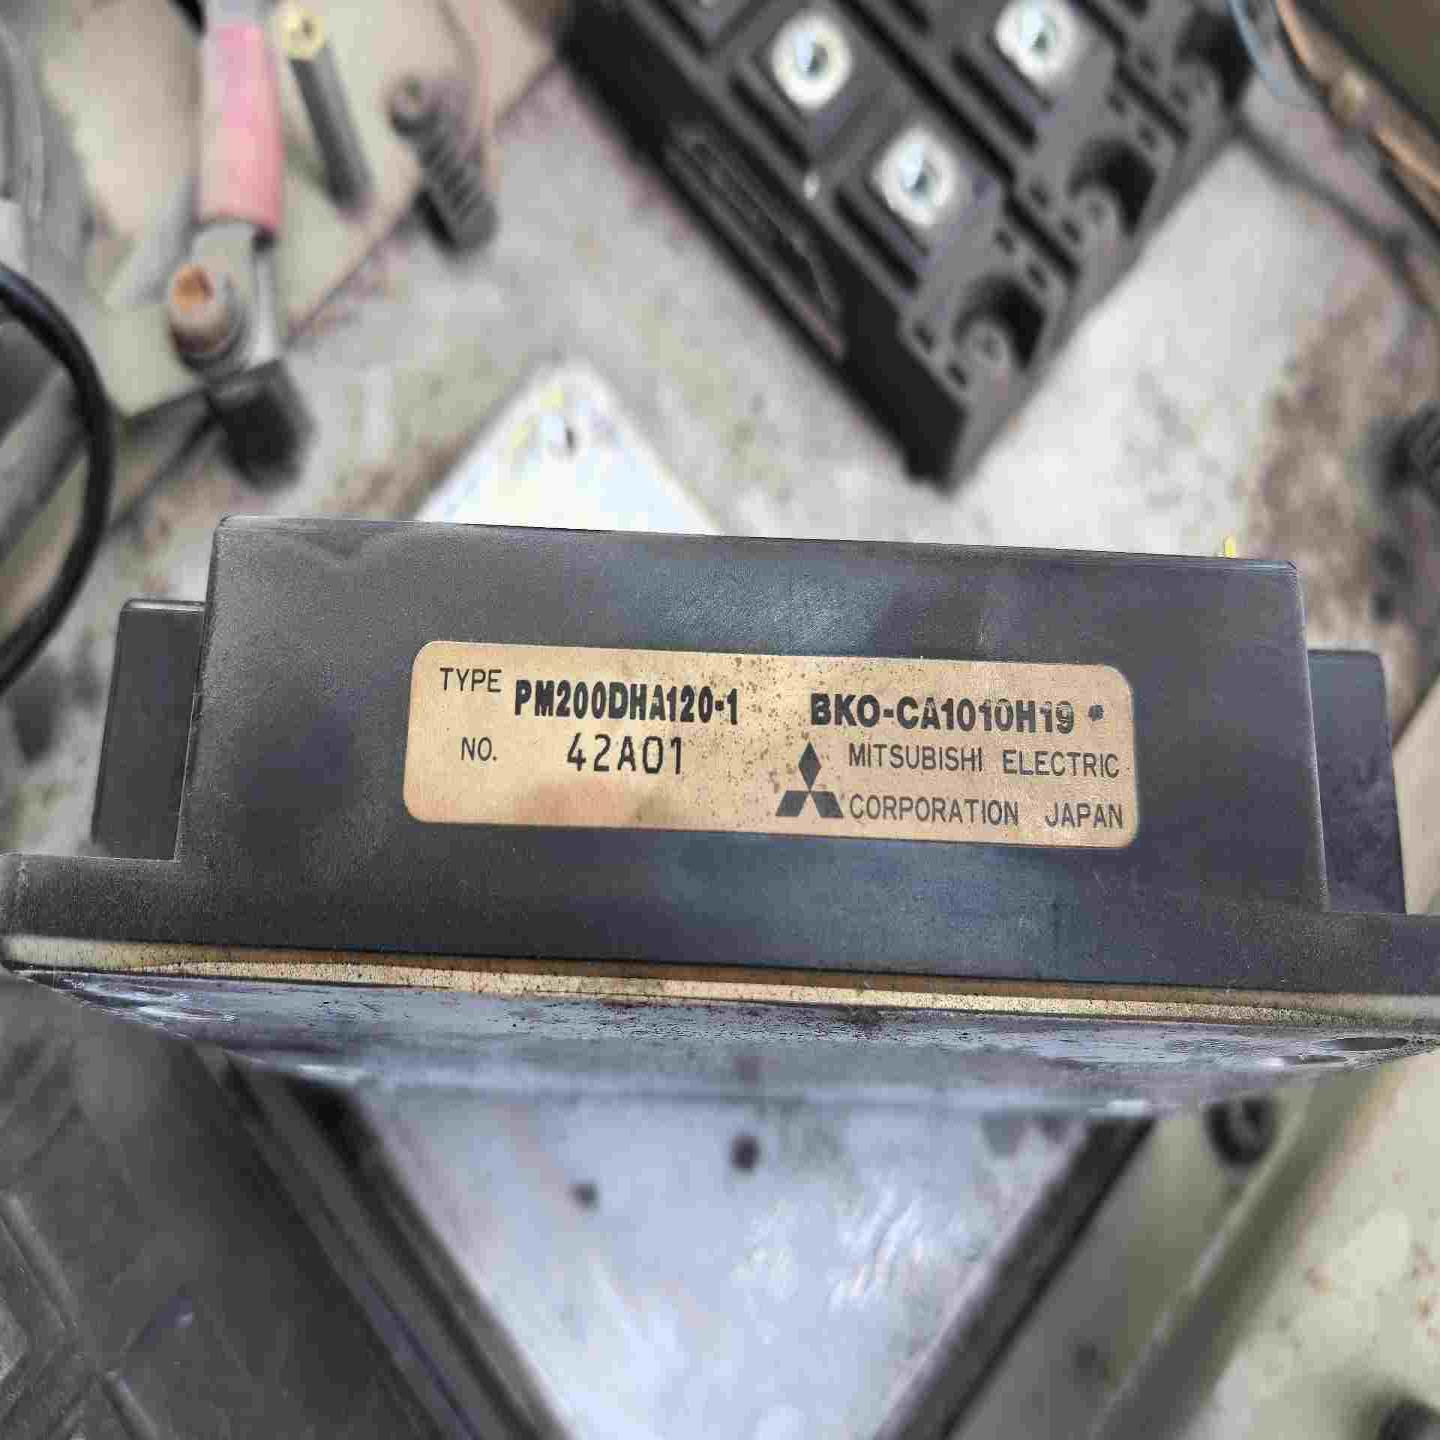 TYPE PM200DHA120-1 BKO-CA1010H19 *
NO. 42A01 MITSUBISHI ELECTRIC
CORPORATION JAPAN